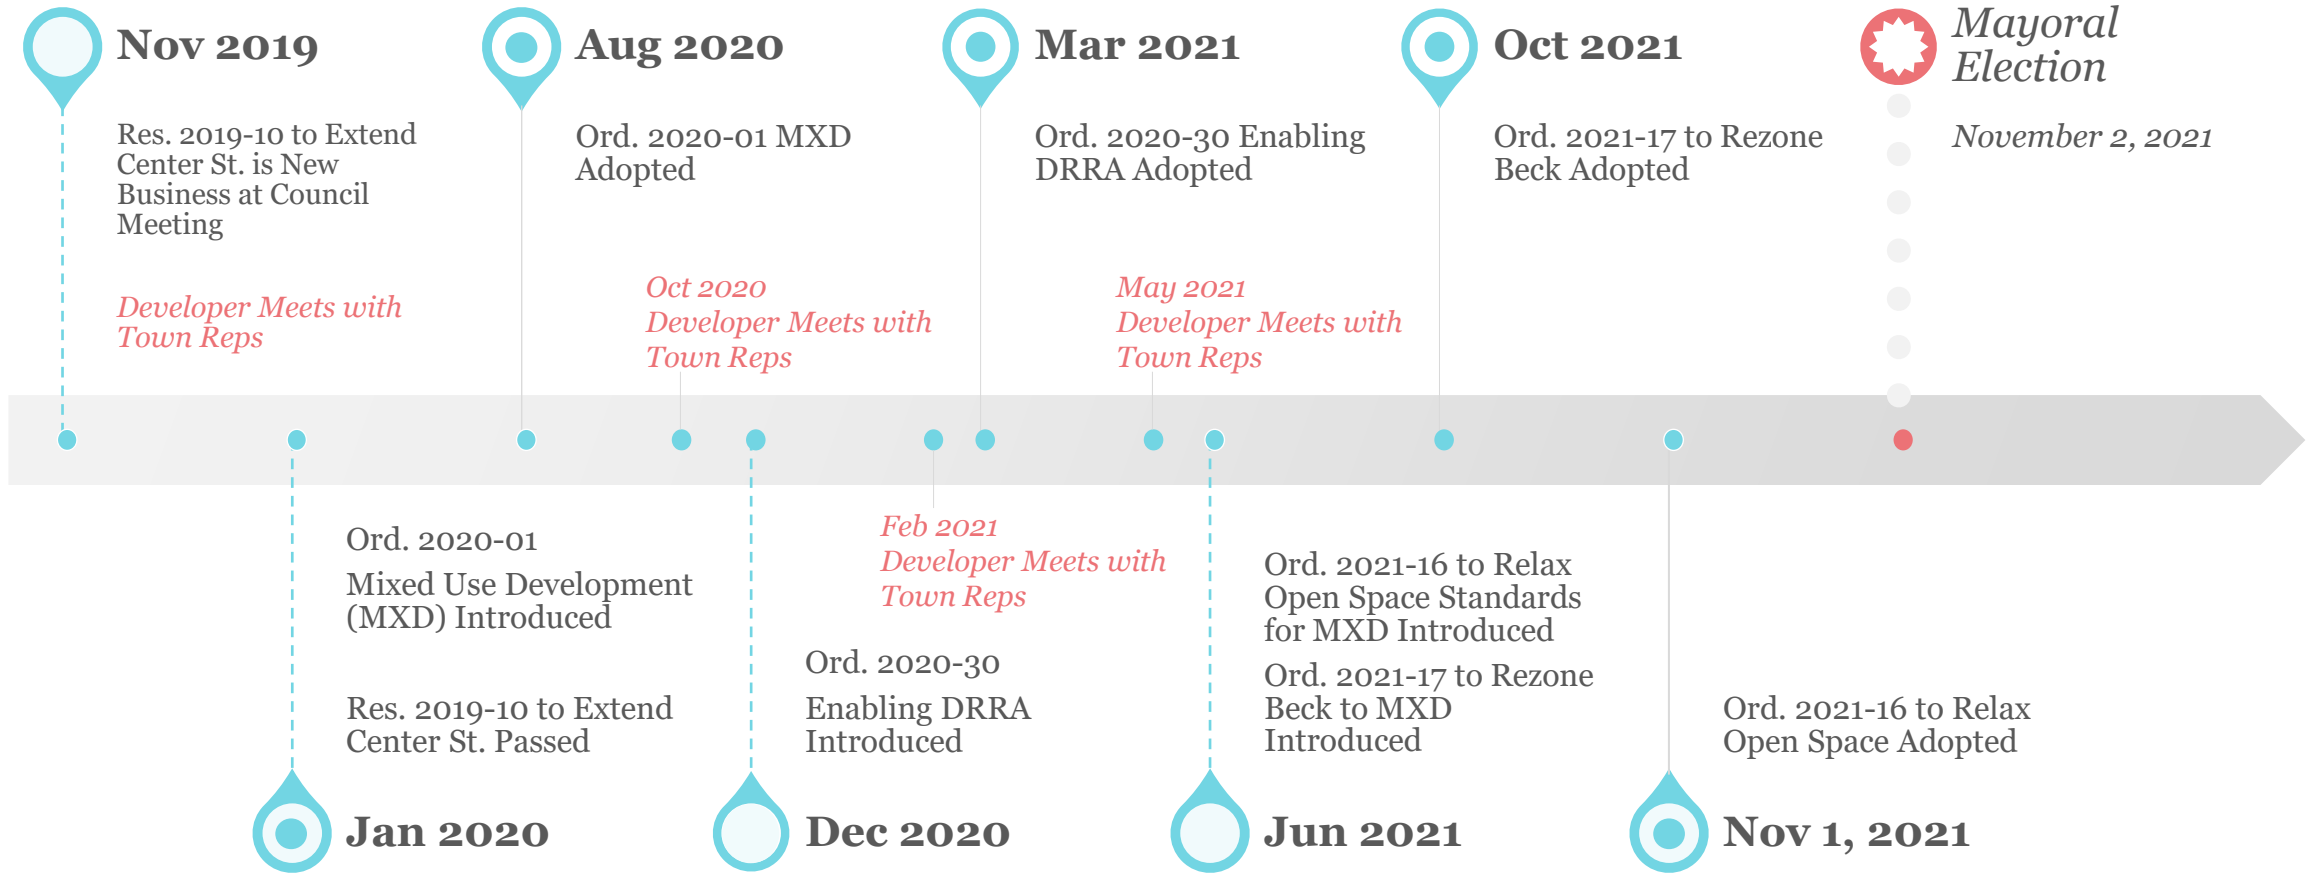 Nov 2019
Res. 2019-10 to Extend
Center St. is New
Business at Council
Meeting
Developer Meets with
Town Reps
Aug 2020
Ord. 2020-01 MXD
Adopted
Oct 2020
Developer Meets with
Town Reps
Mar 2021
Ord. 2020-30 Enabling
DRRA Adopted
May 2021
Developer Meets with
Town Reps
Oct 2021
Ord. 2021-17 to Rezone
Beck Adopted
Mayoral
Election
November 2, 2021
Ord. 2020-01
Mixed Use Development
(MXD) Introduced
Res. 2019-10 to Extend
Center St. Passed
Jan 2020
Ord. 2020-30
Enabling DRRA
Introduced
Dec 2020
Feb 2021
Developer Meets with
Town Reps
Ord. 2021-16 to Relax
Open Space Standards
for MXD Introduced
Ord. 2021-17 to Rezone
Beck to MXD
Introduced
Jun 2021
Ord. 2021-16 to Relax
Open Space Adopted
Nov 1, 2021